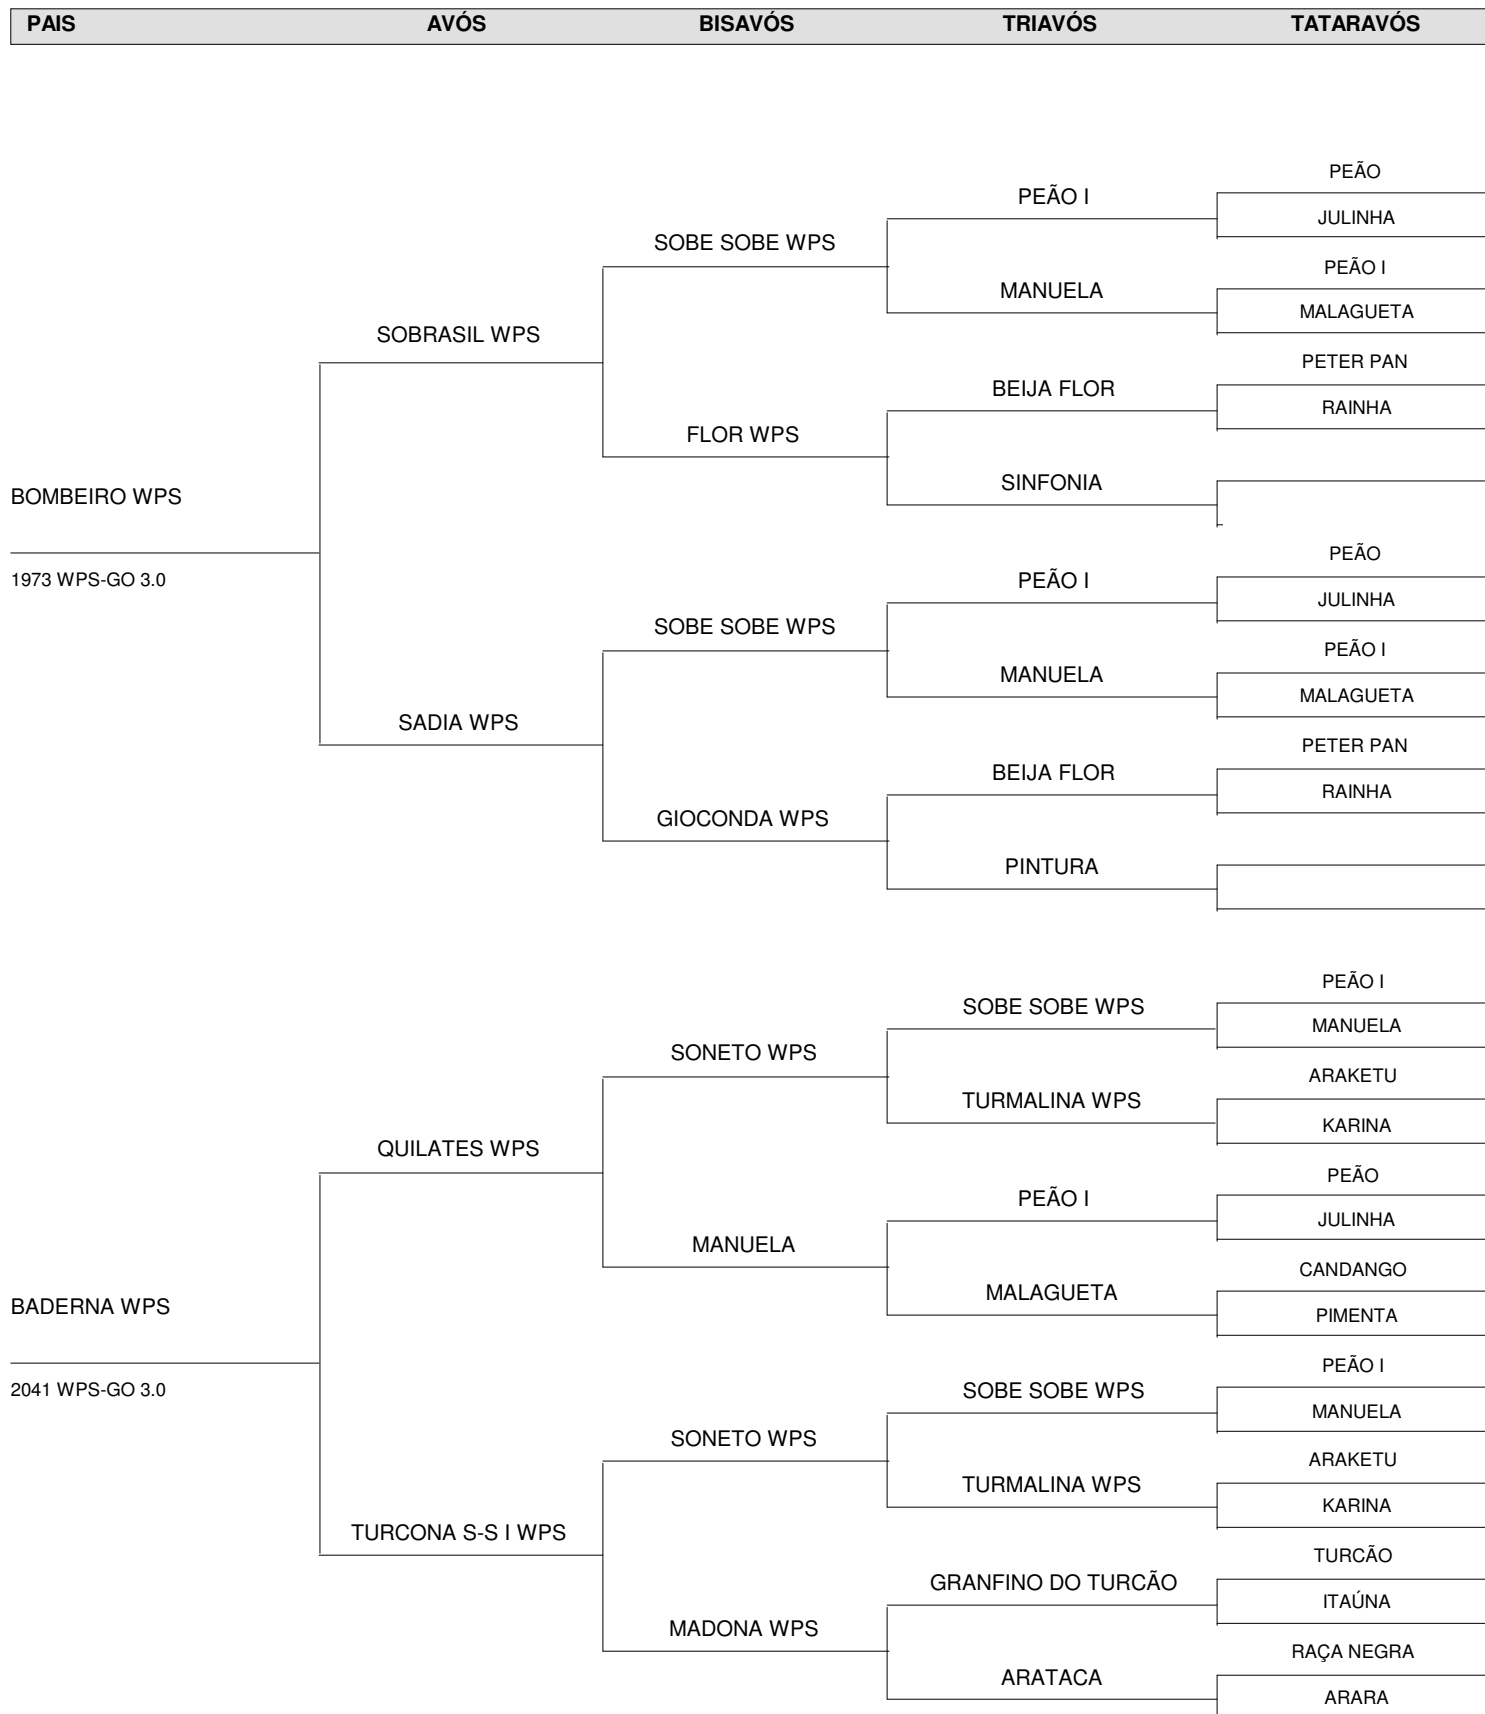 PAIS AVÓS BISAVÓS TRIAVÓS TATARAVÓS
PEÃO
PEÃO I
JULINHA
SOBE SOBE WPS
PEÃO I
MANUELA
MALAGUETA
SOBRASIL WPS
PETER PAN
BEIJA FLOR
RAINHA
FLOR WPS
SINFONIA
BOMBEIRO WPS
PEÃO
1973 WPS-GO 3.0
PEÃO I
JULINHA
SOBE SOBE WPS
PEÃO I
MANUELA
MALAGUETA
SADIA WPS
PETER PAN
BEIJA FLOR
RAINHA
GIOCONDA WPS
PINTURA
PEÃO I
SOBE SOBE WPS
MANUELA
SONETO WPS
ARAKETU
TURMALINA WPS
KARINA
QUILATES WPS
PEÃO
PEÃO I
JULINHA
MANUELA
CANDANGO
MALAGUETA
BADERNA WPS
PIMENTA
PEÃO I
2041 WPS-GO 3.0
SOBE SOBE WPS
MANUELA
SONETO WPS
ARAKETU
TURMALINA WPS
KARINA
TURCONA S-S I WPS
TURCÃO
GRANFINO DO TURCÃO
ITAÚNA
MADONA WPS
RAÇA NEGRA
ARATACA
ARARA